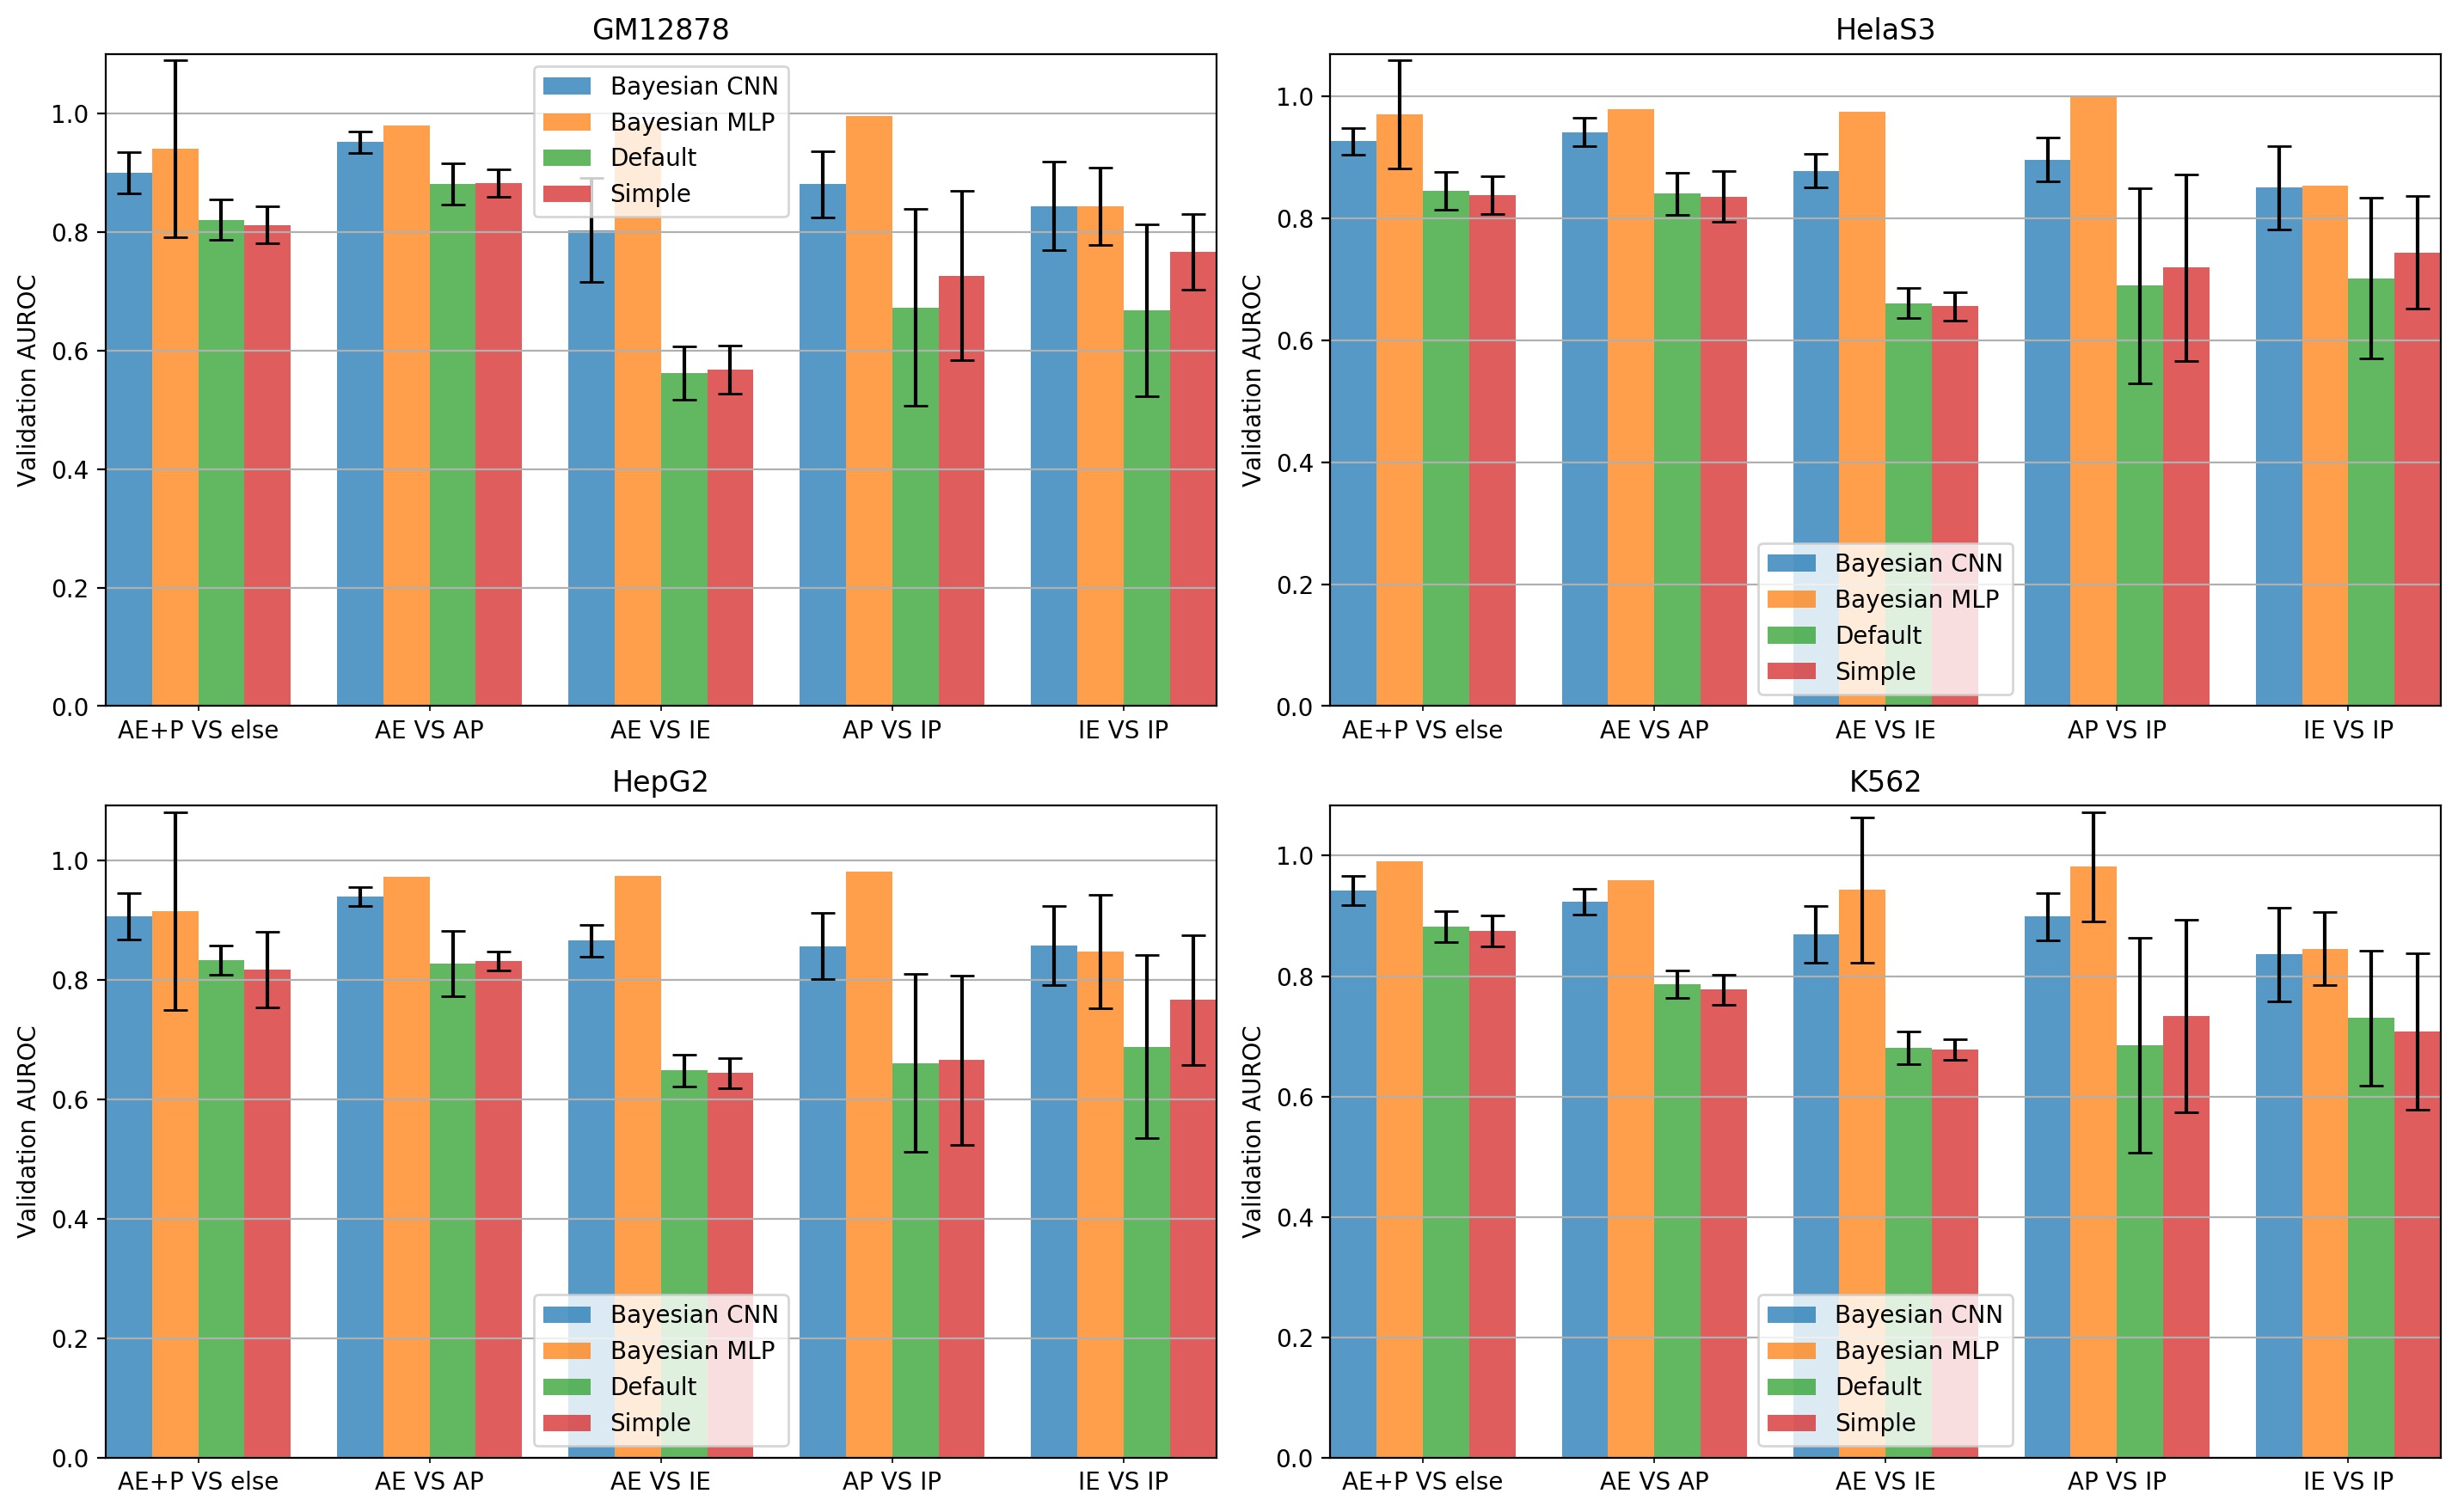 GM12878
Validation AUROC
1.0
0.8
0.6
0.4
0.2
0.0
Bayesian CNN
Bayesian MLP
Default
Simple
AE+P VS else
AE VS AP
AE VS IE
AP VS IP
IE VS IP
HelaS3
Validation AUROC
1.0
0.8
0.6
0.4
0.2
0.0
Bayesian CNN
Bayesian MLP
Default
Simple
AE+P VS else
AE VS AP
AE VS IE
AP VS IP
IE VS IP
HepG2
Validation AUROC
1.0
0.8
0.6
0.4
0.2
0.0
Bayesian CNN
Bayesian MLP
Default
Simple
AE+P VS else
AE VS AP
AE VS IE
AP VS IP
IE VS IP
K562
Validation AUROC
1.0
0.8
0.6
0.4
0.2
0.0
Bayesian CNN
Bayesian MLP
Default
Simple
AE+P VS else
AE VS AP
AE VS IE
AP VS IP
IE VS IP